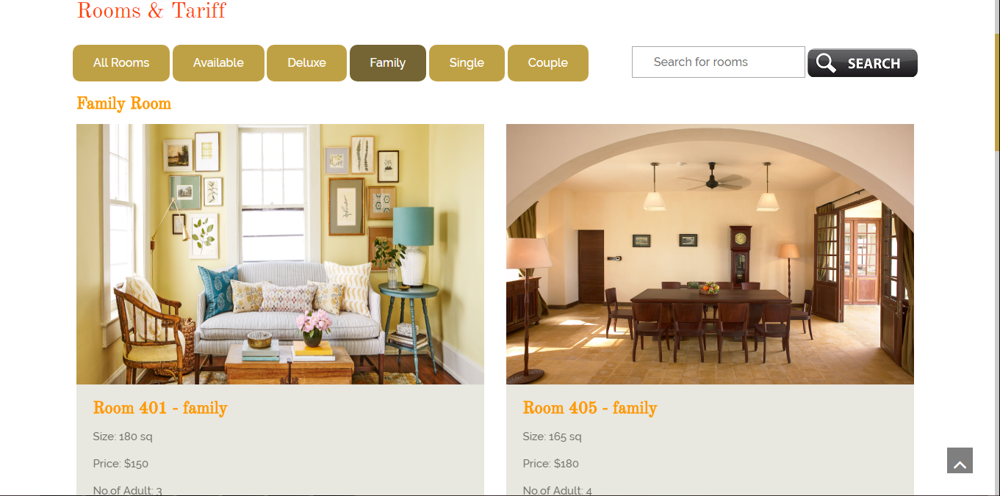 Rooms & Tariff
All Rooms Available Deluxe Family Single Couple Search for rooms SEARCH
Family Room
Room 401 - family
Size: 180 sq
Price: $150
No.of Adult: 3
Room 405 - family
Size: 165 sq
Price: $180
No.of Adult: 4